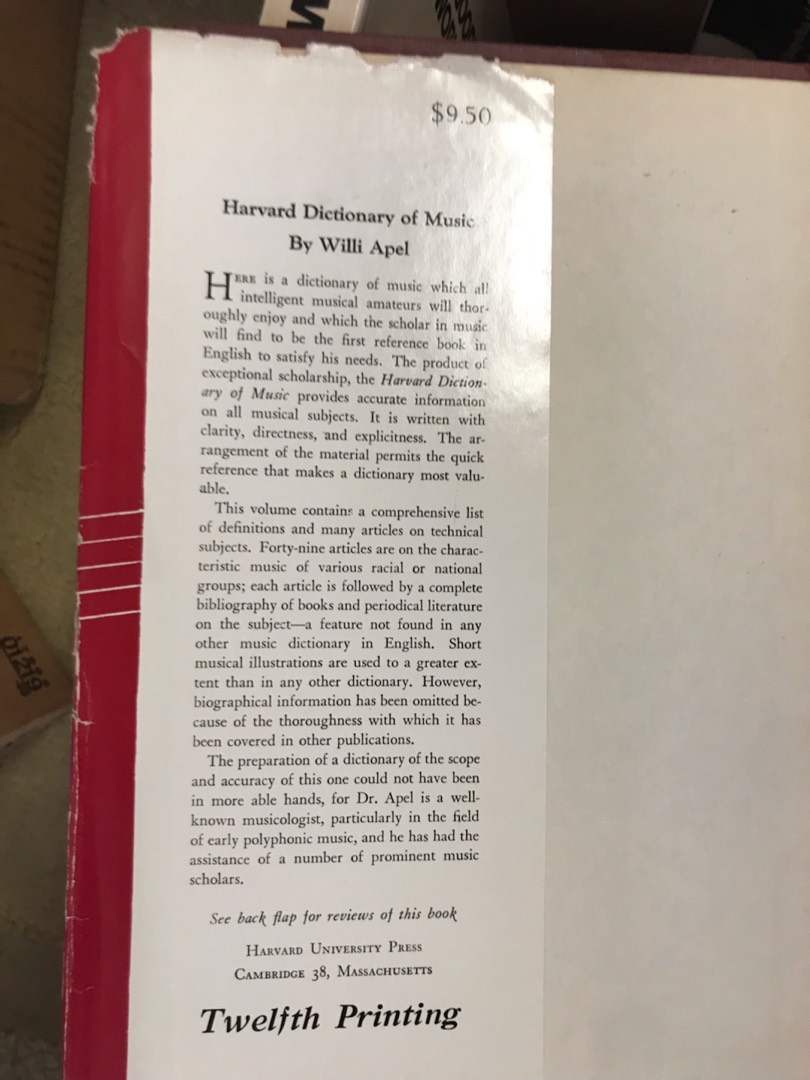 $9.50
Harvard Dictionary of Music
By Willi Apel
HERE is a dictionary of music which all
intelligent musical amateurs will thor-
oughly enjoy and which the scholar in music
will find to be the first reference book in
English to satisfy his needs. The product of
exceptional scholarship, the Harvard Diction-
ary of Music provides accurate information
on all musical subjects. It is written with
clarity, directness, and explicitness. The ar-
rangement of the material permits the quick
reference that makes a dictionary most valu-
able.
This volume contains a comprehensive list
of definitions and many articles on technical
subjects. Forty-nine articles are on the charac-
teristic music of various racial or national
groups; each article is followed by a complete
bibliography of books and periodical literature
on the subject—a feature not found in any
other music dictionary in English. Short
musical illustrations are used to a greater ex-
tent than in any other dictionary. However,
biographical information has been omitted be-
cause of the thoroughness with which it has
been covered in other publications.
The preparation of a dictionary of the scope
and accuracy of this one could not have been
in more able hands, for Dr. Apel is a well-
known musicologist, particularly in the field
of early polyphonic music, and he has had the
assistance of a number of prominent music
scholars.
See back flap for reviews of this book
HARVARD UNIVERSITY PRESS
CAMBRIDGE 38, MASSACHUSETTS
Twelfth Printing